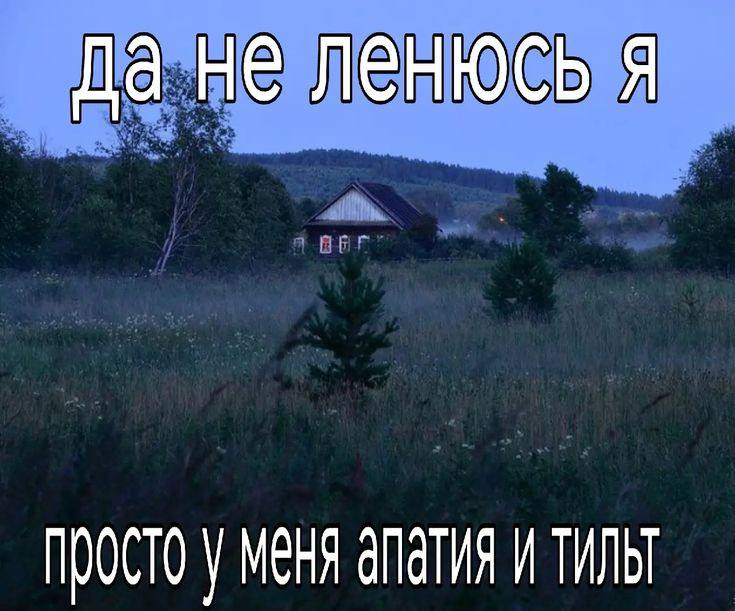 да не ленюсь я
просто у меня апатия и тильт